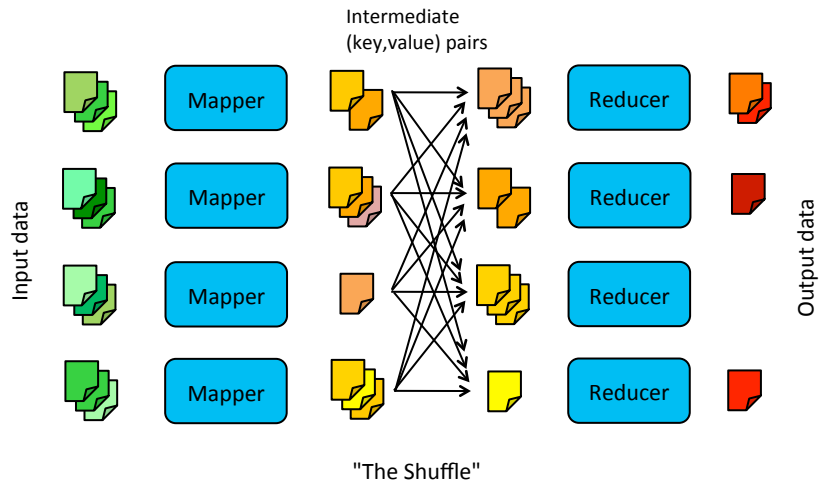 Intermediate
(key,value) pairs
Mapper
Reducer
Mapper
Reducer
Input data
Output data
Mapper
Reducer
Mapper
Reducer
"The Shuffle"